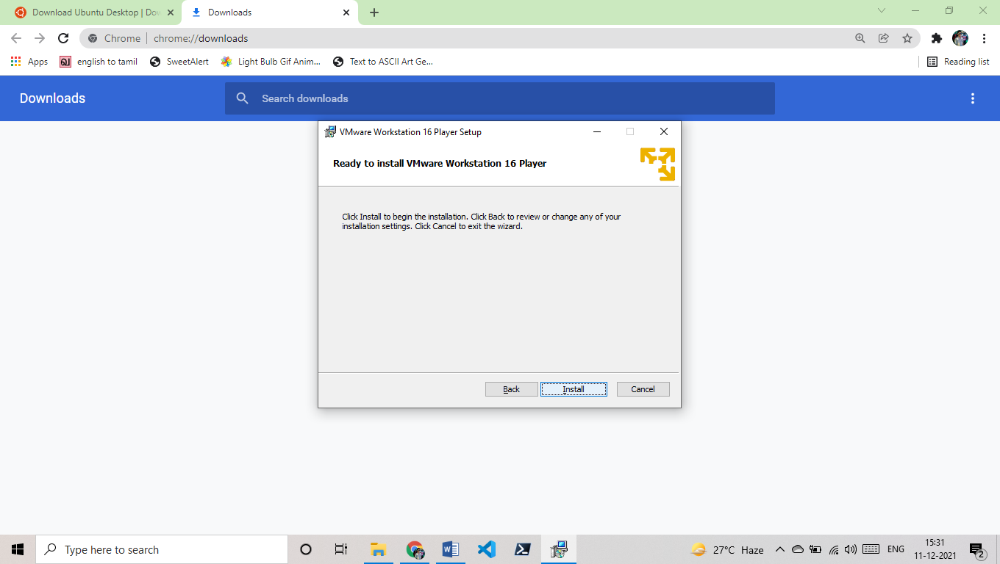 Download Ubuntu Desktop | Dow
Downloads
Chrome
chrome://downloads
Apps
english to tamil
SweetAlert
Light Bulb Gif Anim...
Text to ASCII Art Ge...
Reading list
Downloads
Search downloads
VMware Workstation 16 Player Setup
Ready to install VMware Workstation 16 Player
Click Install to begin the installation. Click Back to review or change any of your
installation settings. Click Cancel to exit the wizard.
Back
Install
Cancel
Type here to search
27°C Haze
ENG
15:31
11-12-2021
2